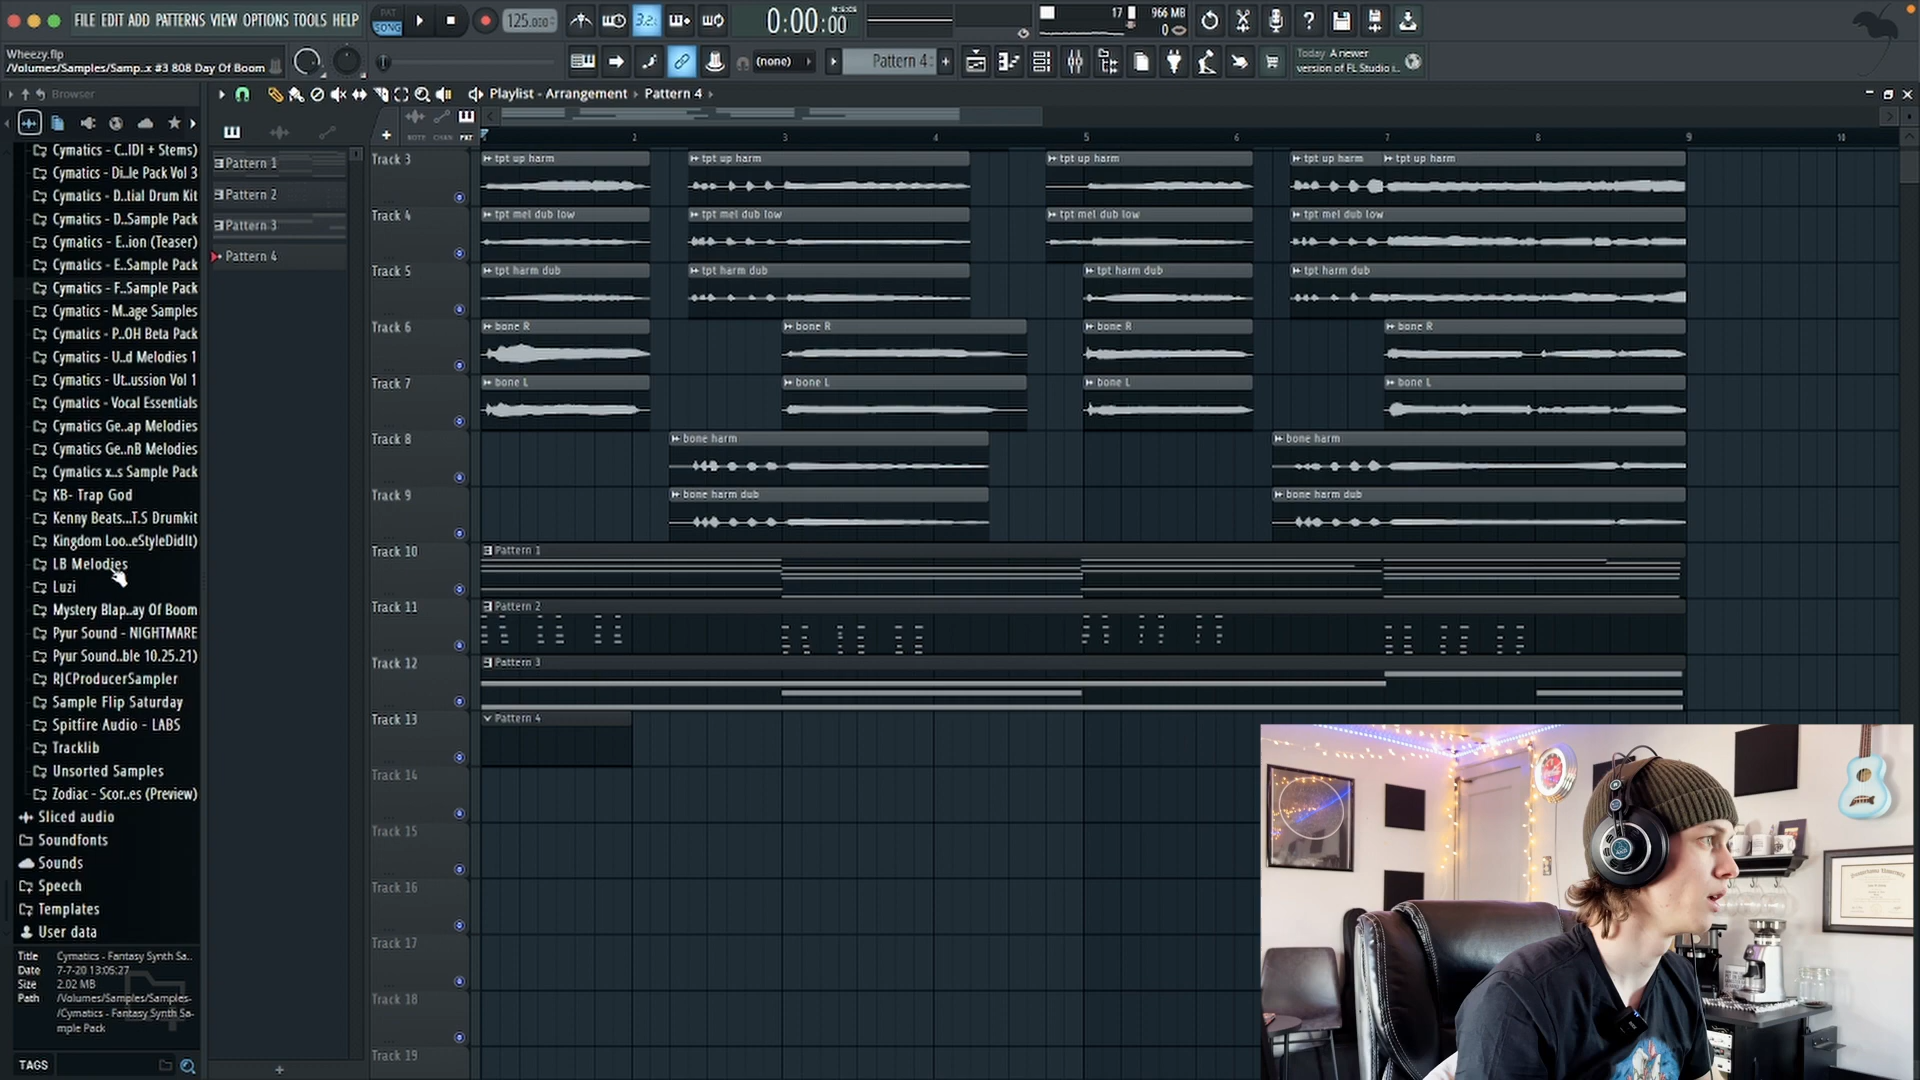 FILE EDIT ADD PATTERNS VIEW OPTIONS TOOLS HELP
PAT
SONG
125.000
3.2.
0:00:00
M:S:CS
17
966 MB
0
Wheezy.flp
/Volumes/Samples/Samp..x #3 808 Day Of Boom
(none)
Pattern 4
Today A newer
version of FL Studio i..
Browser
Playlist - Arrangement › Pattern 4 ›
NOTE CHAN PAT
2 3 4 5 6 7 8 9 10
Cymatics - C..IDI + Stems)
Cymatics - Di..le Pack Vol 3
Cymatics - D..tial Drum Kit
Cymatics - D..Sample Pack
Cymatics - E..ion (Teaser)
Cymatics - E..Sample Pack
Cymatics - F..Sample Pack
Cymatics - M..age Samples
Cymatics - P..OH Beta Pack
Cymatics - U..d Melodies 1
Cymatics - Ut..ussion Vol 1
Cymatics - Vocal Essentials
Cymatics Ge..ap Melodies
Cymatics Ge..nB Melodies
Cymatics x..s Sample Pack
KB- Trap God
Kenny Beats...T.S Drumkit
Kingdom Loo..eStyleDidIt)
LB Melodies
Luzi
Mystery Blap..ay Of Boom
Pyur Sound - NIGHTMARE
Pyur Sound..ble 10.25.21)
RJCProducerSampler
Sample Flip Saturday
Spitfire Audio - LABS
Tracklib
Unsorted Samples
Zodiac - Scor..es (Preview)
Sliced audio
Soundfonts
Sounds
Speech
Templates
User data
Title Cymatics - Fantasy Synth Sa..
Date 7-7-20 13:05:27
Size 2.02 MB
Path /Volumes/Samples/Samples-
/Cymatics - Fantasy Synth Sa-
mple Pack
TAGS
Pattern 1
Pattern 2
Pattern 3
Pattern 4
Track 3
tpt up harm tpt up harm tpt up harm tpt up harm tpt up harm
Track 4
tpt mel dub low tpt mel dub low tpt mel dub low tpt mel dub low
Track 5
tpt harm dub tpt harm dub tpt harm dub tpt harm dub
Track 6
bone R bone R bone R bone R
Track 7
bone L bone L bone L bone L
Track 8
bone harm bone harm
Track 9
bone harm dub bone harm dub
Track 10
Pattern 1
Track 11
Pattern 2
Track 12
Pattern 3
Track 13
Pattern 4
Track 14
Track 15
Track 16
Track 17
Track 18
Track 19